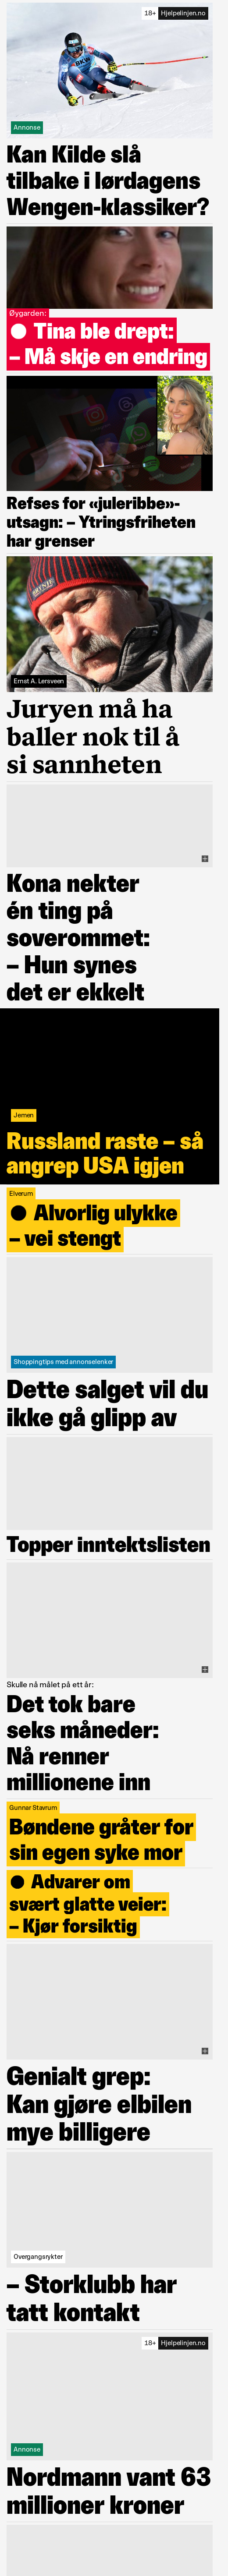 18+ Hjelpelinjen.no
Annonse
Kan Kilde slå
tilbake i lørdagens
Wengen-klassiker?
Øygarden:
Tina ble drept:
– Må skje en endring
Refses for «juleribbe»-
utsagn: – Ytringsfriheten
har grenser
Ernst A. Lersveen
Juryen må ha
baller nok til å
si sannheten
Kona nekter
én ting på
soverommet:
– Hun synes
det er ekkelt
Jemen
Russland raste – så
angrep USA igjen
Elverum
Alvorlig ulykke
– vei stengt
Shoppingtips med annonselenker
Dette salget vil du
ikke gå glipp av
Topper inntektslisten
Skulle nå målet på ett år:
Det tok bare
seks måneder:
Nå renner
millionene inn
Gunnar Stavrum
Bøndene gråter for
sin egen syke mor
Advarer om
svært glatte veier:
– Kjør forsiktig
Genialt grep:
Kan gjøre elbilen
mye billigere
Overgangsrykter
– Storklubb har
tatt kontakt
18+ Hjelpelinjen.no
Annonse
Nordmann vant 63
millioner kroner